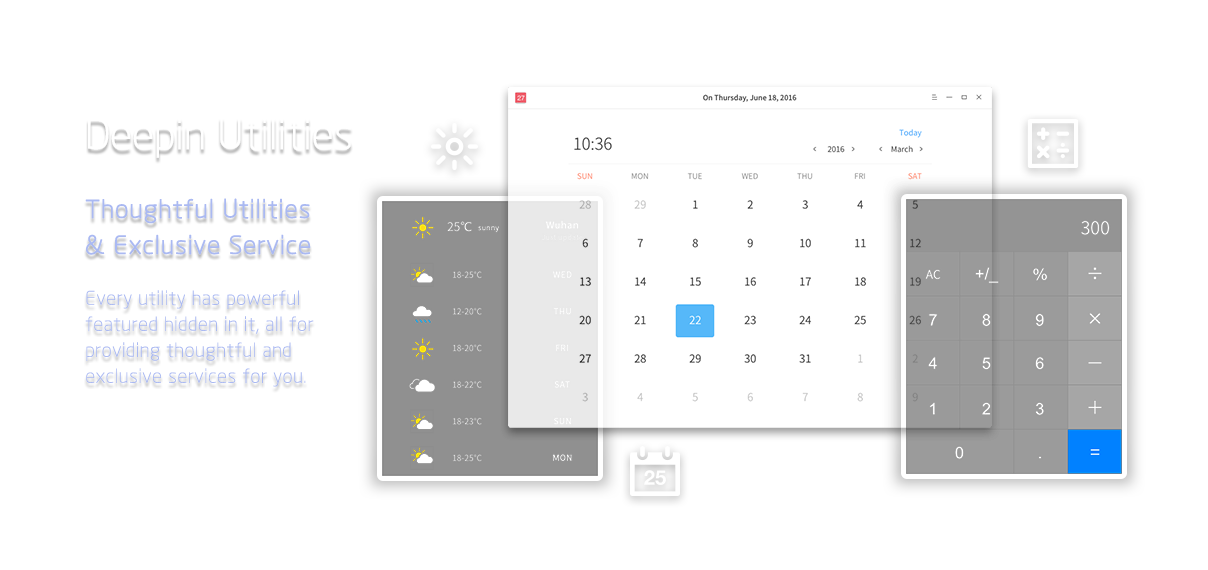 Deepin Utilities
Thoughtful Utilities
& Exclusive Service
Every utility has powerful
featured hidden in it, all for
providing thoughtful and
exclusive services for you.
25℃ sunny Wuhan
18-25℃ WED
12-20℃ THU
18-20℃ FRI
18-22℃ SAT
18-23℃ SUN
18-25℃ MON
27 On Thursday, June 18, 2016
10:36
Today
< 2016 > < March >
SUN MON TUE WED THU FRI SAT
28 29 1 2 3 4 5
6 7 8 9 10 11 12
13 14 15 16 17 18 19
20 21 22 23 24 25 26
27 28 29 30 31 1 2
3 4 5 6 7 8 9
25
300
AC +/_ % ÷
7 8 9 ×
4 5 6 －
1 2 3 +
0 . =